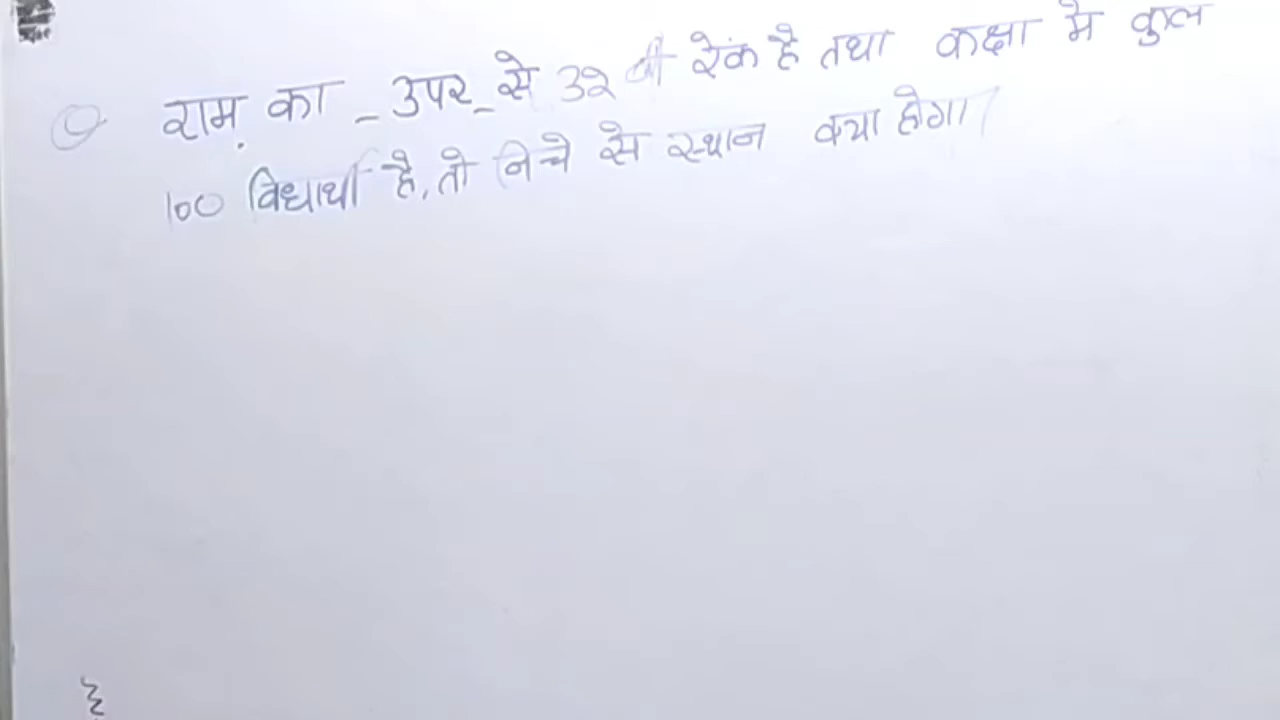 राम का - उपर - से 32 वी रेंक है तथा कक्षा मे कुल
100 विधार्थी है, तो निचे से स्थान क्या होगा